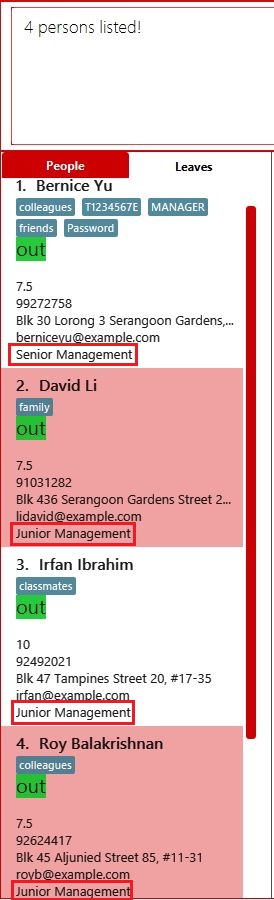 4 persons listed!
People Leaves
1. Bernice Yu
colleagues T1234567E MANAGER
friends Password
out
7.5
99272758
Blk 30 Lorong 3 Serangoon Gardens,...
berniceyu@example.com
Senior Management
2. David Li
family
out
7.5
91031282
Blk 436 Serangoon Gardens Street 2...
lidavid@example.com
Junior Management
3. Irfan Ibrahim
classmates
out
10
92492021
Blk 47 Tampines Street 20, #17-35
irfan@example.com
Junior Management
4. Roy Balakrishnan
colleagues
out
7.5
92624417
Blk 45 Aljunied Street 85, #11-31
royb@example.com
Junior Management